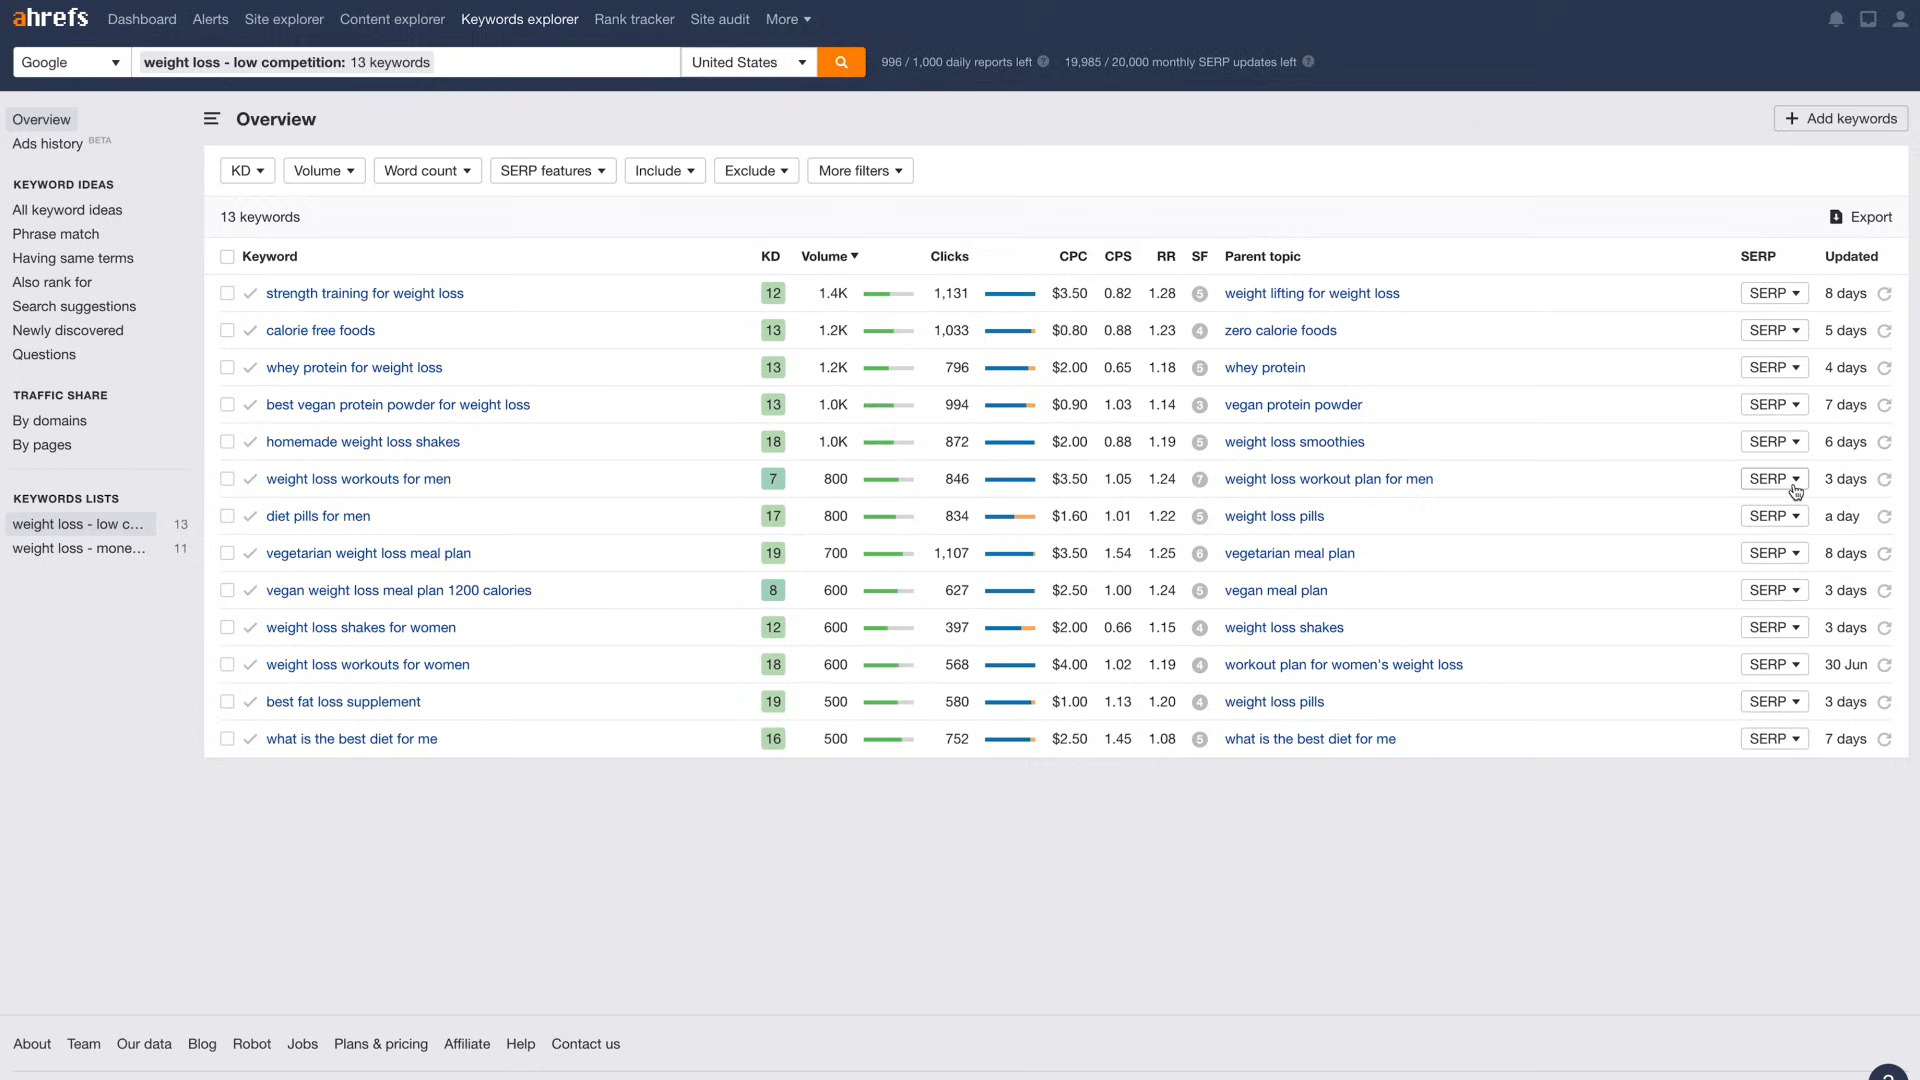 ahrefs Dashboard Alerts Site explorer Content explorer Keywords explorer Rank tracker Site audit More
Google weight loss - low competition: 13 keywords United States 996 / 1,000 daily reports left ? 19,985 / 20,000 monthly SERP updates left ?
Overview
Ads history BETA
KEYWORD IDEAS
All keyword ideas
Phrase match
Having same terms
Also rank for
Search suggestions
Newly discovered
Questions
TRAFFIC SHARE
By domains
By pages
KEYWORDS LISTS
weight loss - low c... 13
weight loss - mone... 11
Overview + Add keywords
KD Volume Word count SERP features Include Exclude More filters
13 keywords Export
Keyword KD Volume Clicks CPC CPS RR SF Parent topic SERP Updated
strength training for weight loss 12 1.4K 1,131 $3.50 0.82 1.28 5 weight lifting for weight loss SERP 8 days
calorie free foods 13 1.2K 1,033 $0.80 0.88 1.23 4 zero calorie foods SERP 5 days
whey protein for weight loss 13 1.2K 796 $2.00 0.65 1.18 5 whey protein SERP 4 days
best vegan protein powder for weight loss 13 1.0K 994 $0.90 1.03 1.14 3 vegan protein powder SERP 7 days
homemade weight loss shakes 18 1.0K 872 $2.00 0.88 1.19 5 weight loss smoothies SERP 6 days
weight loss workouts for men 7 800 846 $3.50 1.05 1.24 7 weight loss workout plan for men SERP 3 days
diet pills for men 17 800 834 $1.60 1.01 1.22 5 weight loss pills SERP a day
vegetarian weight loss meal plan 19 700 1,107 $3.50 1.54 1.25 6 vegetarian meal plan SERP 8 days
vegan weight loss meal plan 1200 calories 8 600 627 $2.50 1.00 1.24 5 vegan meal plan SERP 3 days
weight loss shakes for women 12 600 397 $2.00 0.66 1.15 4 weight loss shakes SERP 3 days
weight loss workouts for women 18 600 568 $4.00 1.02 1.19 4 workout plan for women's weight loss SERP 30 Jun
best fat loss supplement 19 500 580 $1.00 1.13 1.20 4 weight loss pills SERP 3 days
what is the best diet for me 16 500 752 $2.50 1.45 1.08 5 what is the best diet for me SERP 7 days
About Team Our data Blog Robot Jobs Plans & pricing Affiliate Help Contact us